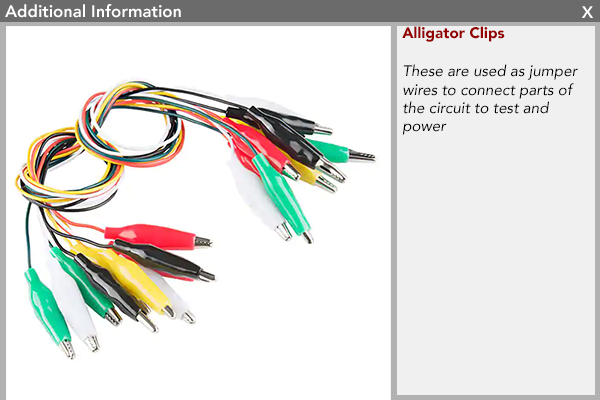 Additional Information
X
Alligator Clips
These are used as jumper
wires to connect parts of
the circuit to test and
power